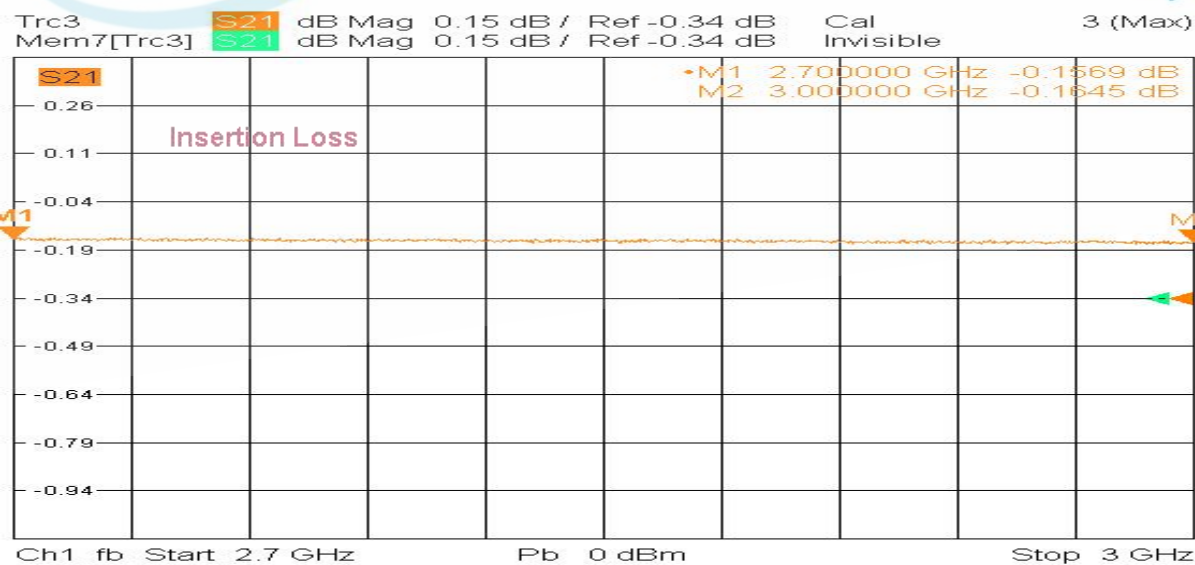 Trc3 S21 dB Mag 0.15 dB / Ref -0.34 dB Cal 3 (Max)
Mem7[Trc3] S21 dB Mag 0.15 dB / Ref -0.34 dB Invisible
S21
•M1 2.700000 GHz -0.1569 dB
M2 3.000000 GHz -0.1645 dB
0.26
Insertion Loss
0.11
-0.04
M1
M
-0.19
-0.34
-0.49
-0.64
-0.79
-0.94
Ch1 fb Start 2.7 GHz Pb 0 dBm Stop 3 GHz